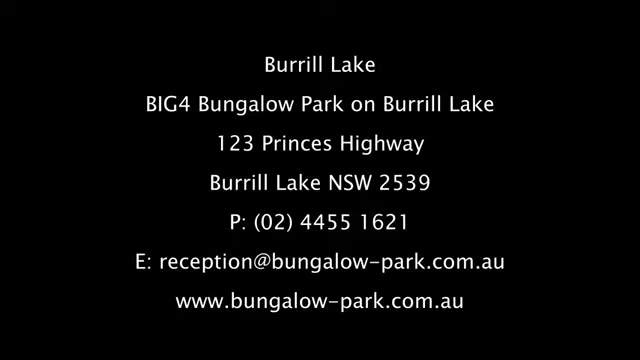 Burrill Lake
BIG4 Bungalow Park on Burrill Lake
123 Princes Highway
Burrill Lake NSW 2539
P: (02) 4455 1621
E: reception@bungalow-park.com.au
www.bungalow-park.com.au